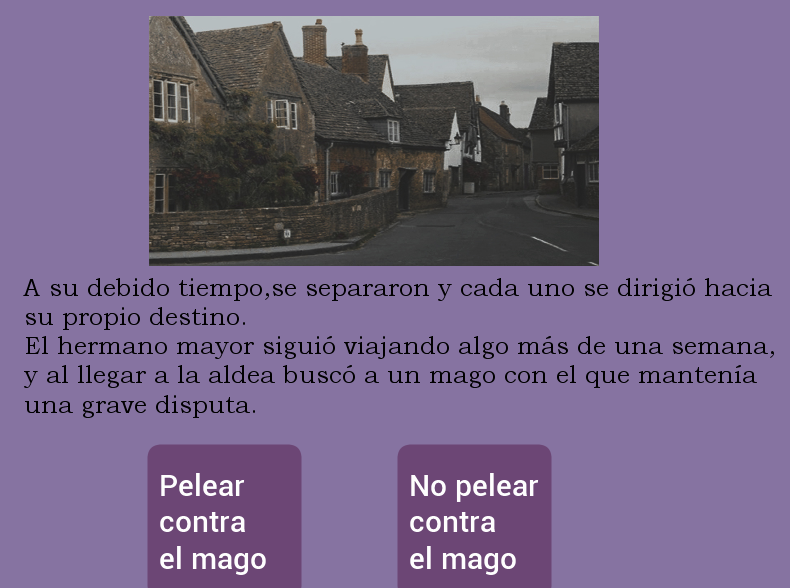 A su debido tiempo,se separaron y cada uno se dirigió hacia
su propio destino.
El hermano mayor siguió viajando algo más de una semana,
y al llegar a la aldea buscó a un mago con el que mantenía
una grave disputa.
Pelear
contra
el mago
No pelear
contra
el mago